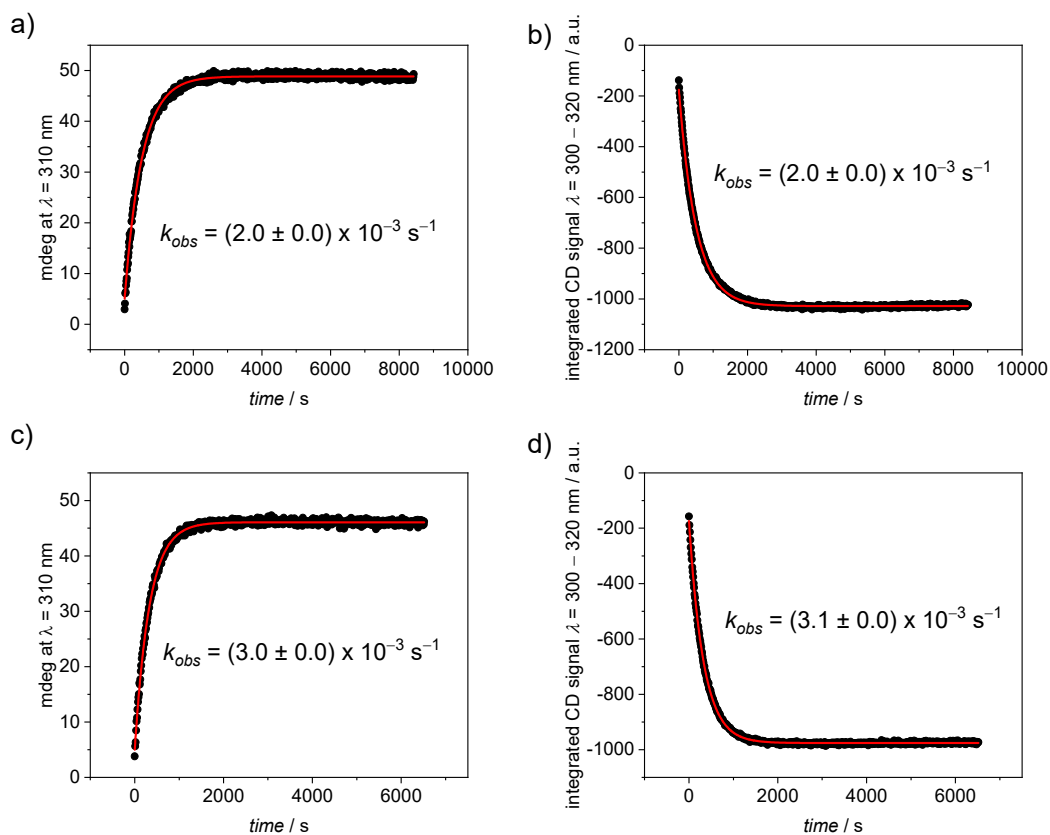 a)
mdeg at λ = 310 nm
50
40
30
20
10
0
k_obs = (2.0 ± 0.0) x 10⁻³ s⁻¹
0 2000 4000 6000 8000 10000
time / s
b)
integrated CD signal λ = 300 – 320 nm / a.u.
0
-200
-400
-600
-800
-1000
-1200
k_obs = (2.0 ± 0.0) x 10⁻³ s⁻¹
0 2000 4000 6000 8000 10000
time / s
c)
mdeg at λ = 310 nm
50
40
30
20
10
0
k_obs = (3.0 ± 0.0) x 10⁻³ s⁻¹
0 2000 4000 6000
time / s
d)
integrated CD signal λ = 300 – 320 nm / a.u.
0
-200
-400
-600
-800
-1000
k_obs = (3.1 ± 0.0) x 10⁻³ s⁻¹
0 2000 4000 6000
time / s